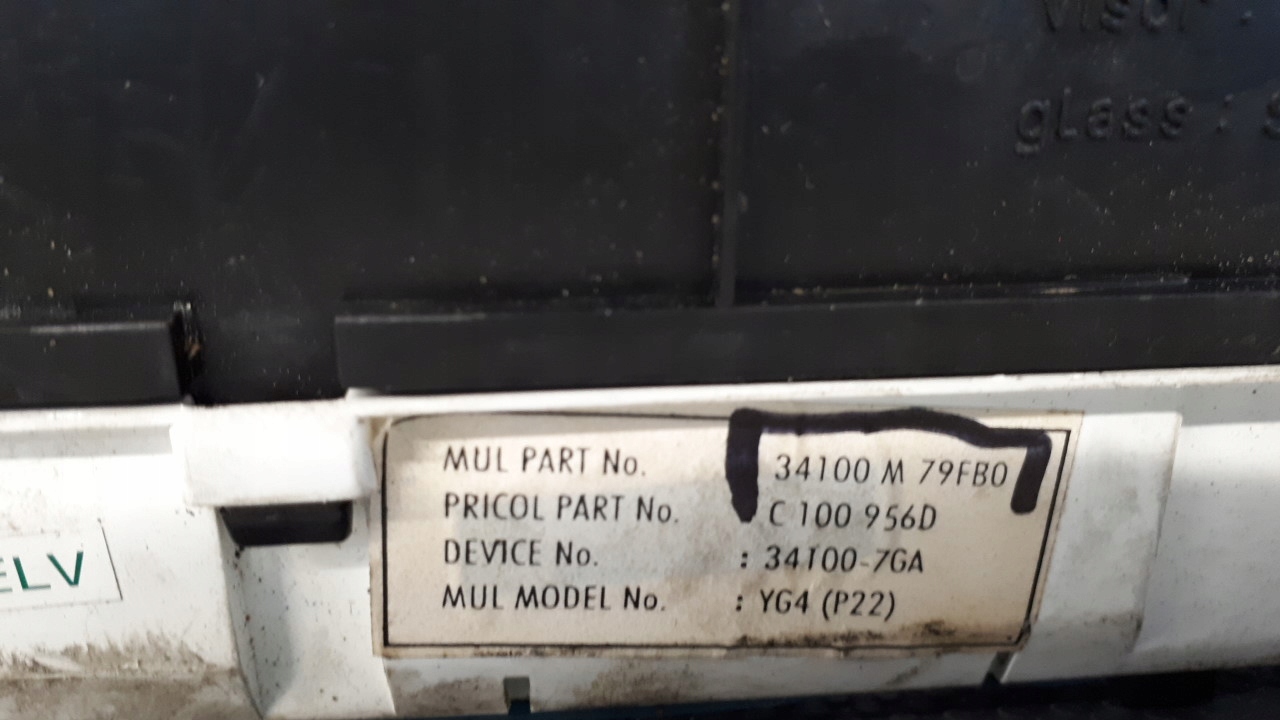 visor :
glass : S
MUL PART No. 34100 M 79FB0
PRICOL PART No. C 100 956D
DEVICE No. : 34100-7GA
MUL MODEL No. : YG4 (P22)
ELV